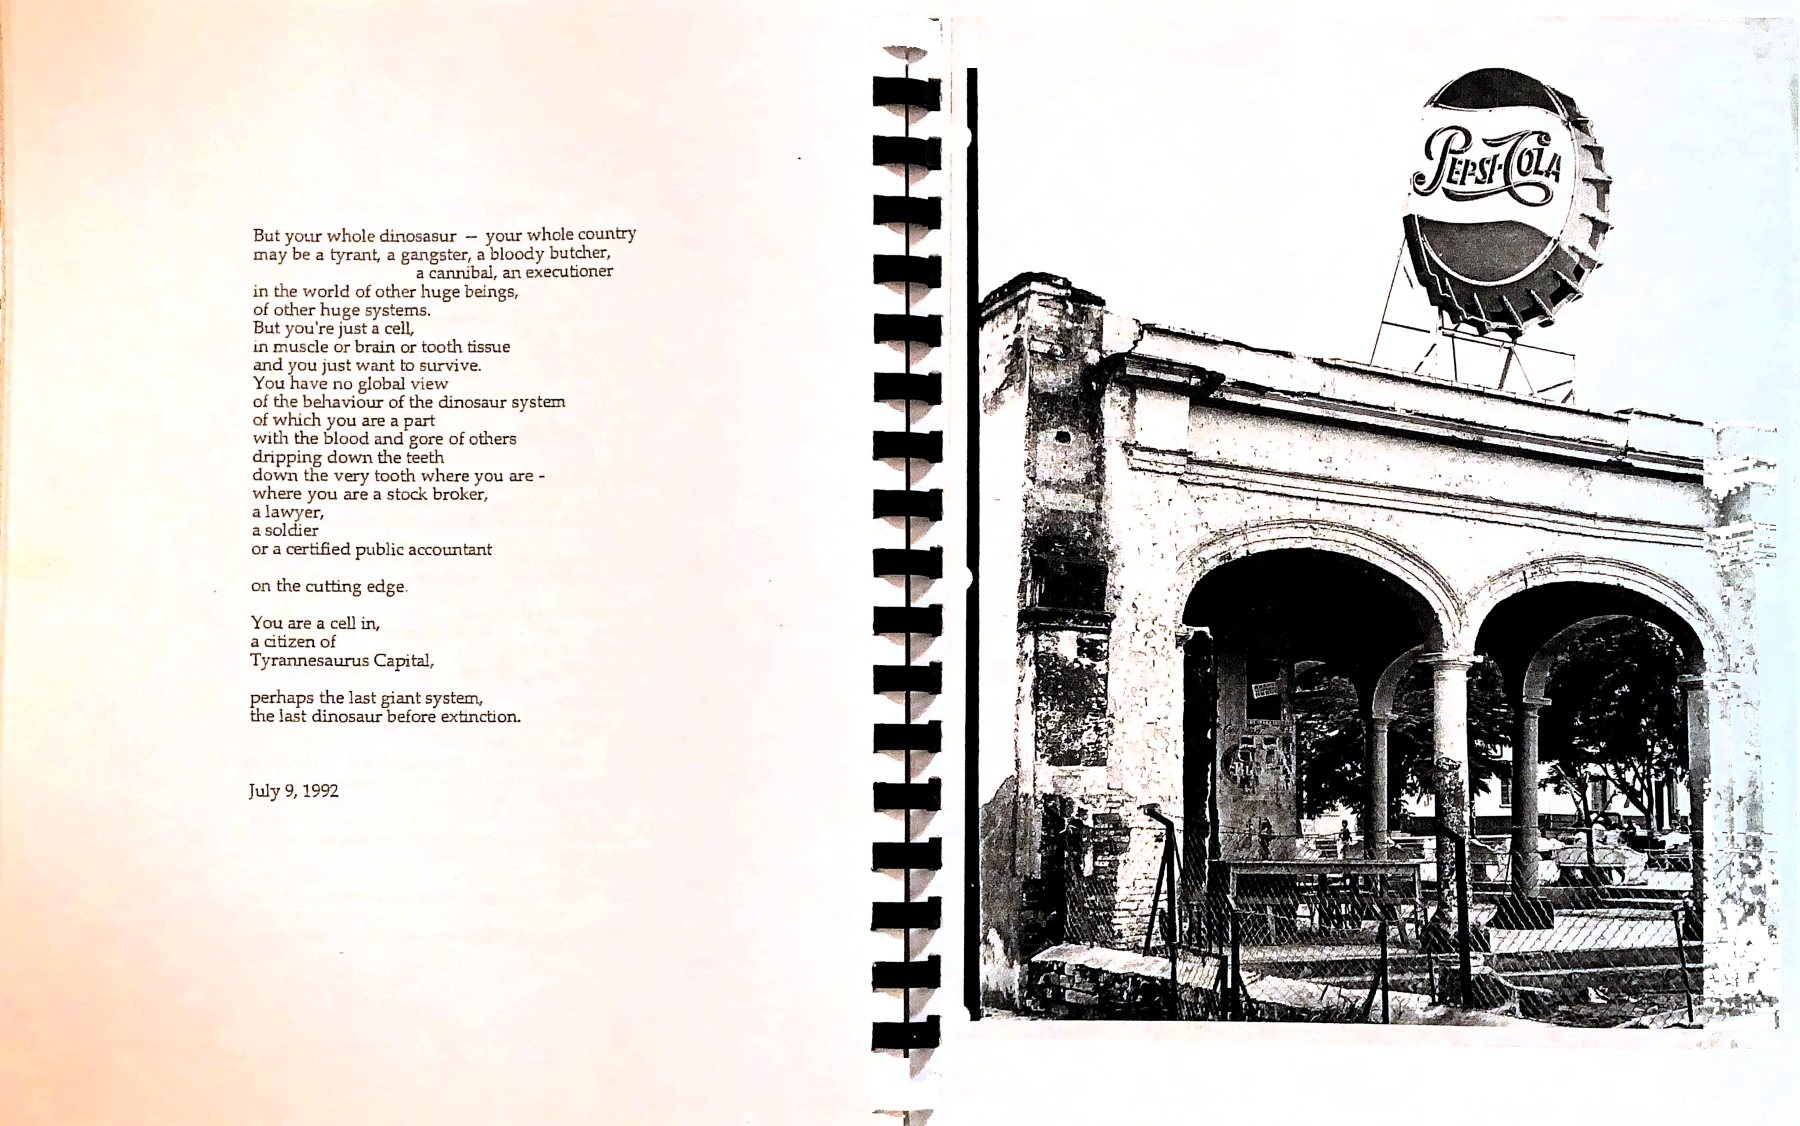 But your whole dinosasur – your whole country
may be a tyrant, a gangster, a bloody butcher,
a cannibal, an executioner
in the world of other huge beings,
of other huge systems.
But you're just a cell,
in muscle or brain or tooth tissue
and you just want to survive.
You have no global view
of the behaviour of the dinosaur system
of which you are a part
with the blood and gore of others
dripping down the teeth
down the very tooth where you are -
where you are a stock broker,
a lawyer,
a soldier
or a certified public accountant
on the cutting edge.
You are a cell in,
a citizen of
Tyrannesaurus Capital,
perhaps the last giant system,
the last dinosaur before extinction.
July 9, 1992
PEPSI-COLA